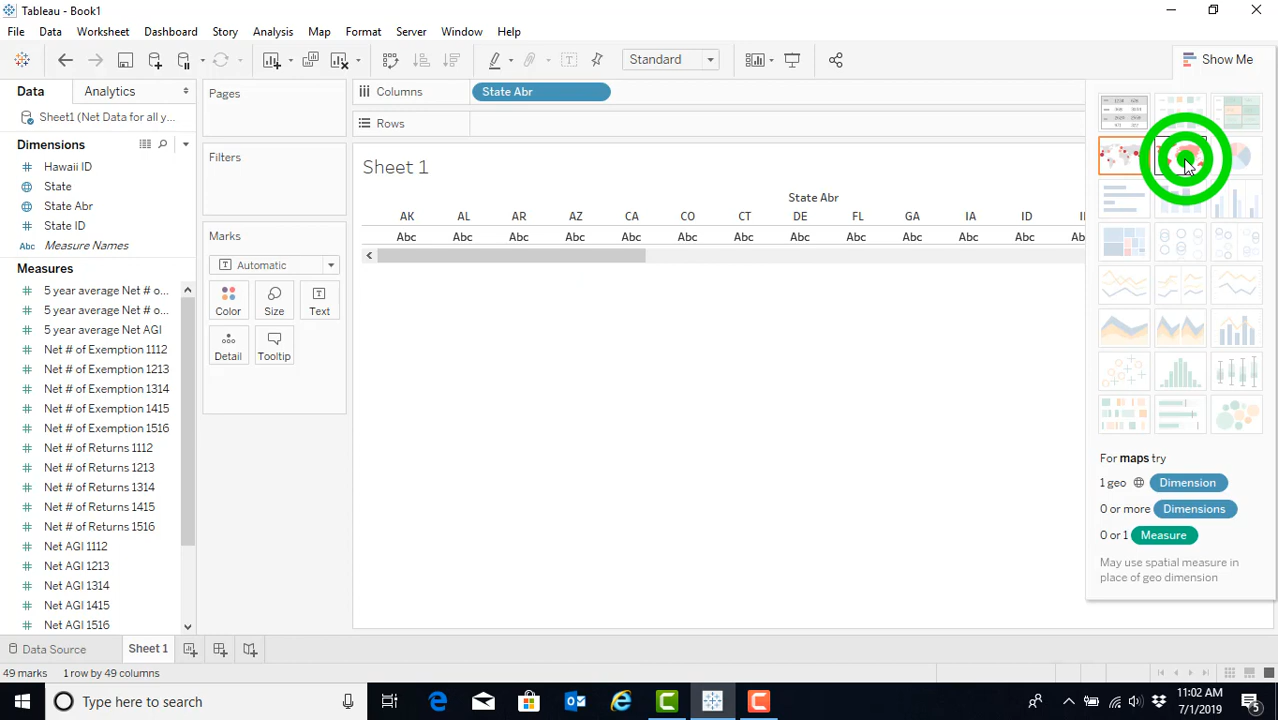 Tableau - Book1
File Data Worksheet Dashboard Story Analysis Map Format Server Window Help
Standard
Show Me
Data Analytics
Sheet1 (Net Data for all y...
Dimensions
Hawaii ID
State
State Abr
State ID
Abc Measure Names
Measures
5 year average Net # o...
5 year average Net # o...
5 year average Net AGI
Net # of Exemption 1112
Net # of Exemption 1213
Net # of Exemption 1314
Net # of Exemption 1415
Net # of Exemption 1516
Net # of Returns 1112
Net # of Returns 1213
Net # of Returns 1314
Net # of Returns 1415
Net # of Returns 1516
Net AGI 1112
Net AGI 1213
Net AGI 1314
Net AGI 1415
Net AGI 1516
Pages
Filters
Marks
Automatic
Color Size Text
Detail Tooltip
Columns State Abr
Rows
Sheet 1
State Abr
AK AL AR AZ CA CO CT DE FL GA IA ID
Abc Abc Abc Abc Abc Abc Abc Abc Abc Abc Abc Abc Abc
For maps try
1 geo Dimension
0 or more Dimensions
0 or 1 Measure
May use spatial measure in
place of geo dimension
Data Source Sheet 1
49 marks 1 row by 49 columns
Type here to search
11:02 AM
7/1/2019
5